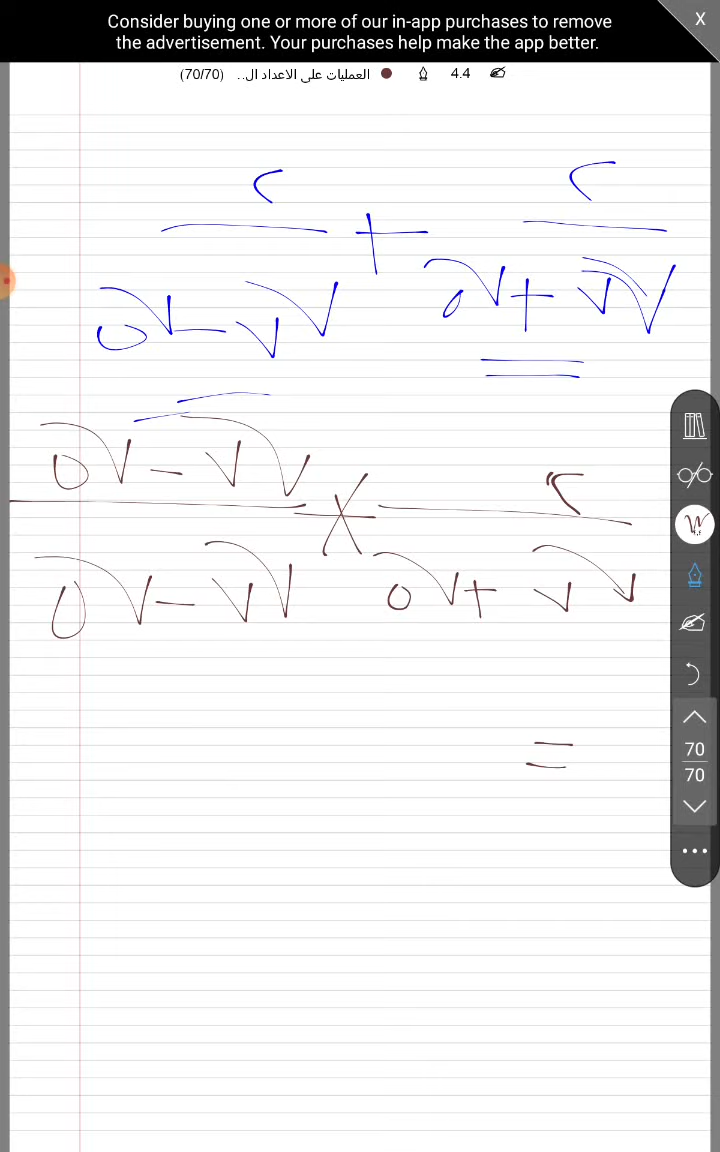 Consider buying one or more of our in-app purchases to remove
the advertisement. Your purchases help make the app better.
X
العمليات على الاعداد ال.. (70/70)
4.4
٢/(√٧ + √٥) + ٢/(√٧ − √٥)
=
٢/(√٧ + √٥) × (√٧ − √٥)/(√٧ − √٥)
=
70
70